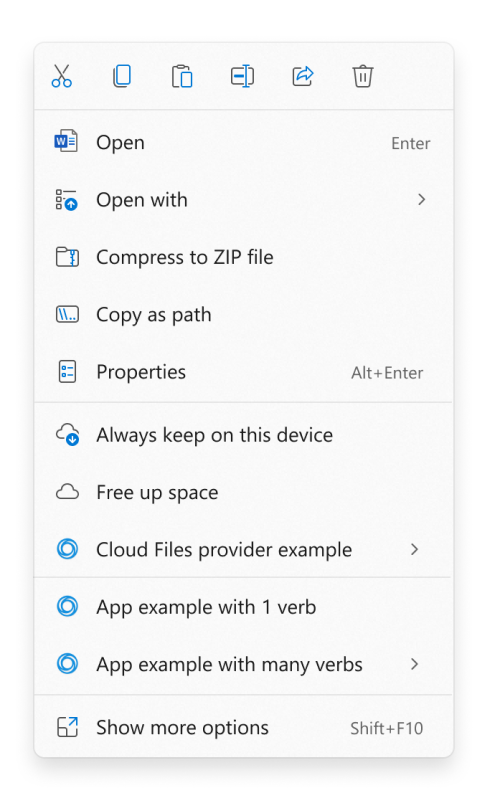 Open Enter
Open with
Compress to ZIP file
Copy as path
Properties Alt+Enter
Always keep on this device
Free up space
Cloud Files provider example
App example with 1 verb
App example with many verbs
Show more options Shift+F10